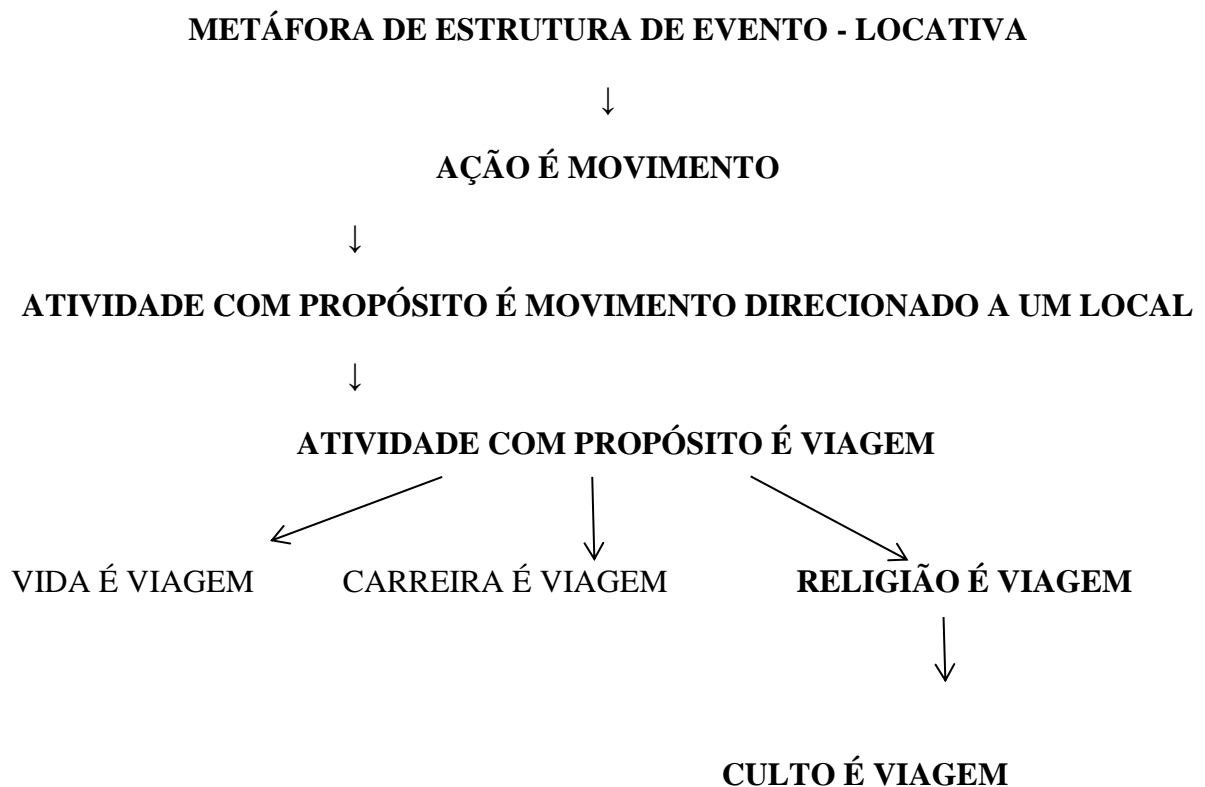 METÁFORA DE ESTRUTURA DE EVENTO - LOCATIVA
↓
AÇÃO É MOVIMENTO
↓
ATIVIDADE COM PROPÓSITO É MOVIMENTO DIRECIONADO A UM LOCAL
↓
ATIVIDADE COM PROPÓSITO É VIAGEM
VIDA É VIAGEM CARREIRA É VIAGEM RELIGIÃO É VIAGEM
CULTO É VIAGEM